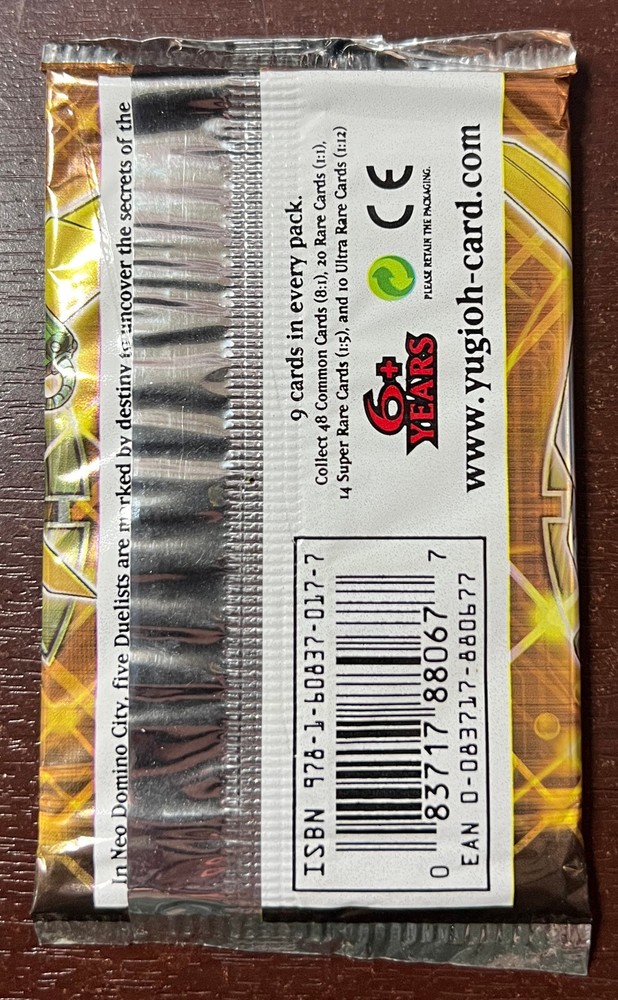 In Neo Domino City, five Duelists are marked by destiny to uncover the secrets of the
9 cards in every pack.
Collect 48 Common Cards (8:1), 20 Rare Cards (1:1),
14 Super Rare Cards (1:5), and 10 Ultra Rare Cards (1:12)
6+
YEARS
CE
PLEASE RETAIN THE PACKAGING.
www.yugioh-card.com
ISBN 978-1-60837-017-7
0 83717 88067 7
EAN 0-083717-880677